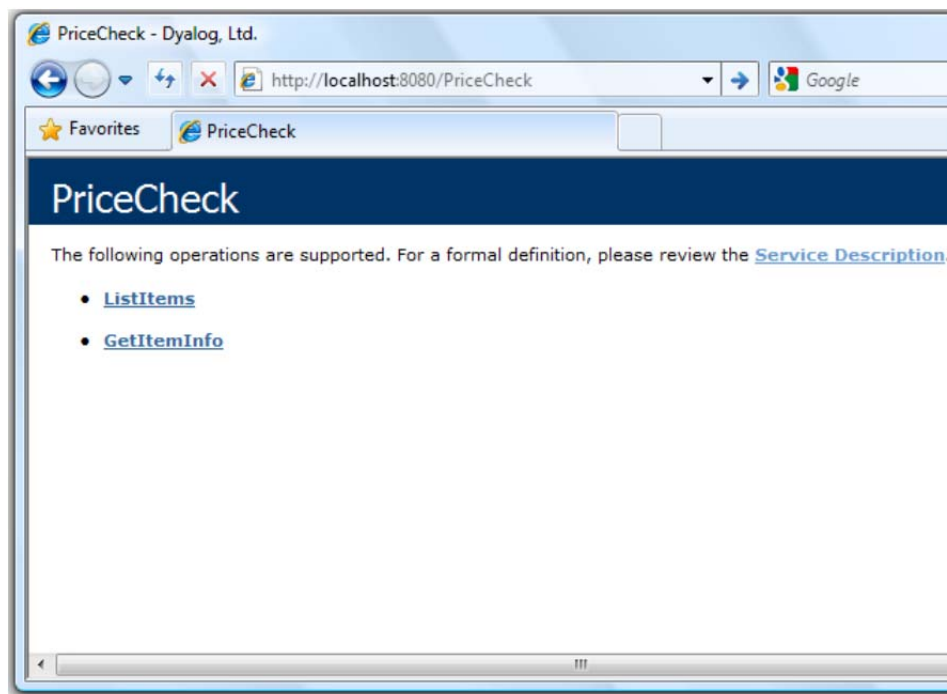 PriceCheck - Dyalog, Ltd.
http://localhost:8080/PriceCheck
Google
Favorites
PriceCheck
PriceCheck
The following operations are supported. For a formal definition, please review the Service Description.
ListItems
GetItemInfo